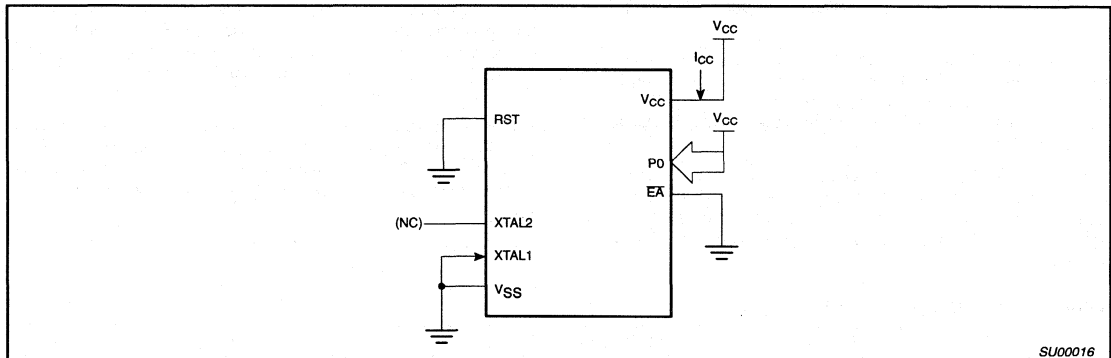 VCC
ICC
VCC
RST
VCC
P0
EA
(NC)
XTAL2
XTAL1
VSS
SU00016